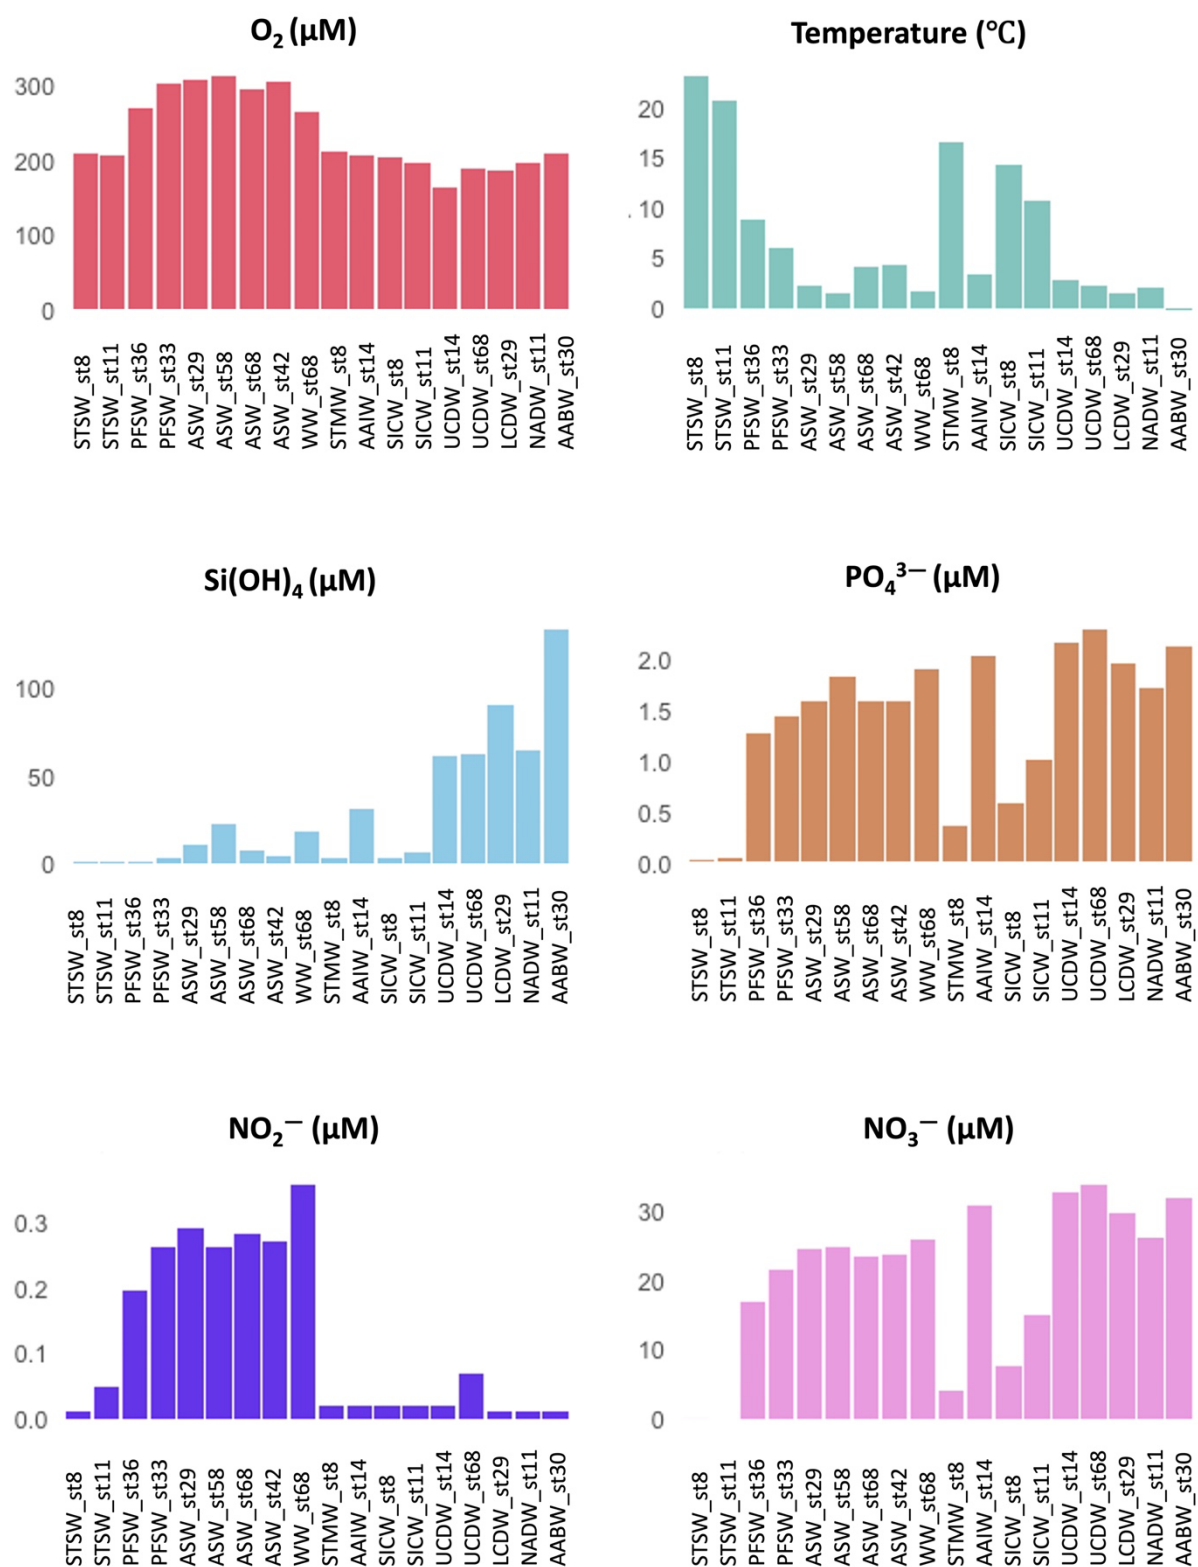 O₂ (μM)
300
200
100
0
STSW_st8
STSW_st11
PFSW_st36
PFSW_st33
ASW_st29
ASW_st58
ASW_st68
ASW_st42
WW_st68
STMW_st8
AAIW_st14
SICW_st8
SICW_st11
UCDW_st14
UCDW_st68
LCDW_st29
NADW_st11
AABW_st30
Temperature (℃)
20
15
10
5
0
STSW_st8
STSW_st11
PFSW_st36
PFSW_st33
ASW_st29
ASW_st58
ASW_st68
ASW_st42
WW_st68
STMW_st8
AAIW_st14
SICW_st8
SICW_st11
UCDW_st14
UCDW_st68
LCDW_st29
NADW_st11
AABW_st30
Si(OH)₄ (μM)
100
50
0
STSW_st8
STSW_st11
PFSW_st36
PFSW_st33
ASW_st29
ASW_st58
ASW_st68
ASW_st42
WW_st68
STMW_st8
AAIW_st14
SICW_st8
SICW_st11
UCDW_st14
UCDW_st68
LCDW_st29
NADW_st11
AABW_st30
PO₄³⁻ (μM)
2.0
1.5
1.0
0.5
0.0
STSW_st8
STSW_st11
PFSW_st36
PFSW_st33
ASW_st29
ASW_st58
ASW_st68
ASW_st42
WW_st68
STMW_st8
AAIW_st14
SICW_st8
SICW_st11
UCDW_st14
UCDW_st68
LCDW_st29
NADW_st11
AABW_st30
NO₂⁻ (μM)
0.3
0.2
0.1
0.0
STSW_st8
STSW_st11
PFSW_st36
PFSW_st33
ASW_st29
ASW_st58
ASW_st68
ASW_st42
WW_st68
STMW_st8
AAIW_st14
SICW_st8
SICW_st11
UCDW_st14
UCDW_st68
LCDW_st29
NADW_st11
AABW_st30
NO₃⁻ (μM)
30
20
10
0
STSW_st8
STSW_st11
PFSW_st36
PFSW_st33
ASW_st29
ASW_st58
ASW_st68
ASW_st42
WW_st68
STMW_st8
AAIW_st14
SICW_st8
SICW_st11
UCDW_st14
UCDW_st68
LCDW_st29
NADW_st11
AABW_st30